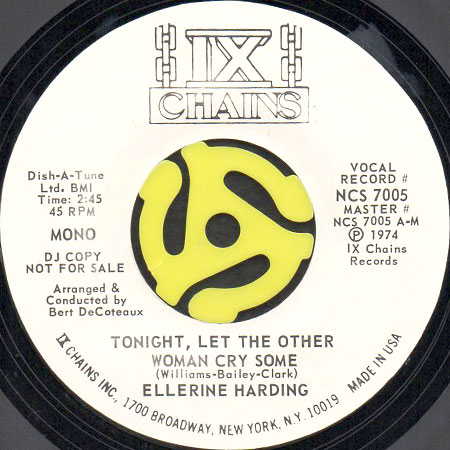 IX
CHAINS
Dish-A-Tune
Ltd. BMI
Time: 2:45
45 RPM
MONO
DJ COPY
NOT FOR SALE
Arranged &
Conducted by
Bert DeCoteaux
VOCAL
RECORD #
NCS 7005
MASTER #
NCS 7005 A-M
Ⓟ 1974
IX Chains
Records
TONIGHT, LET THE OTHER
WOMAN CRY SOME
(Williams-Bailey-Clark)
ELLERINE HARDING
IX CHAINS INC., 1700 BROADWAY, NEW YORK, N.Y. 10019 MADE IN USA